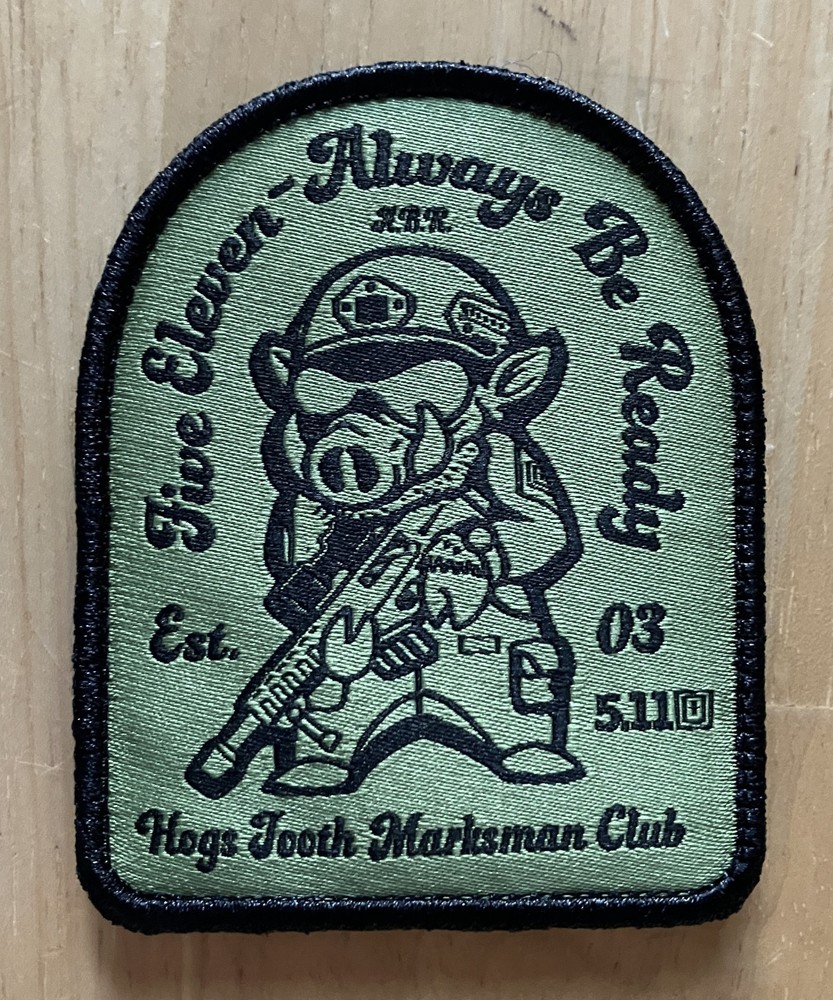 Five Eleven-Always Be Ready
A.B.R.
Est. 03
5.11
Hogs Tooth Marksman Club